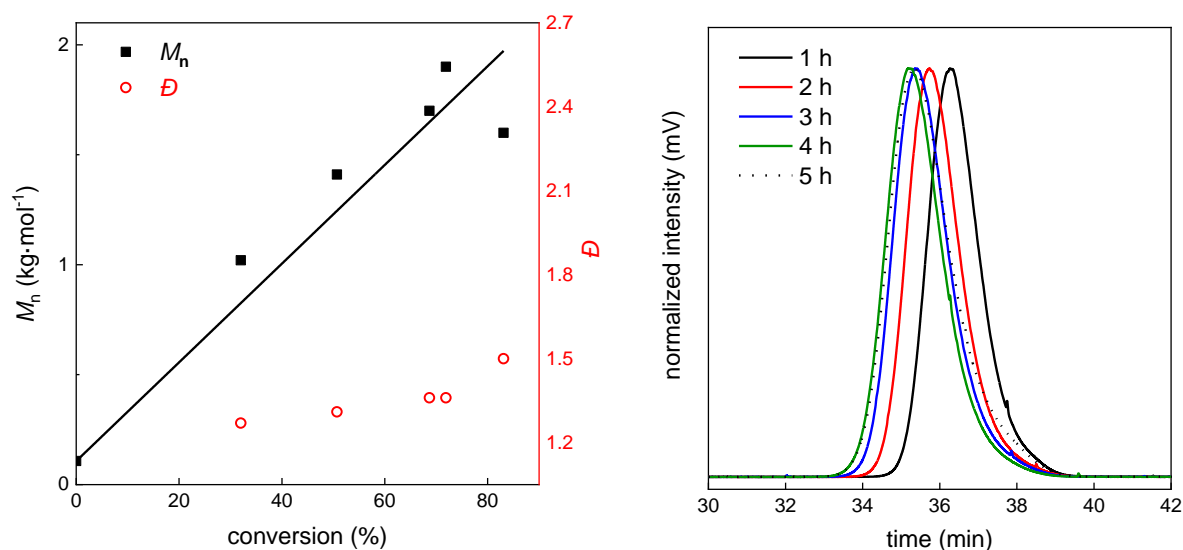 2.7
2
Mn
Đ
2.4
2.1
1
1.8
1.5
1.2
0
0 20 40 60 80
Mn (kg·mol-1)
Đ
conversion (%)
1 h
2 h
3 h
4 h
5 h
normalized intensity (mV)
30 32 34 36 38 40 42
time (min)